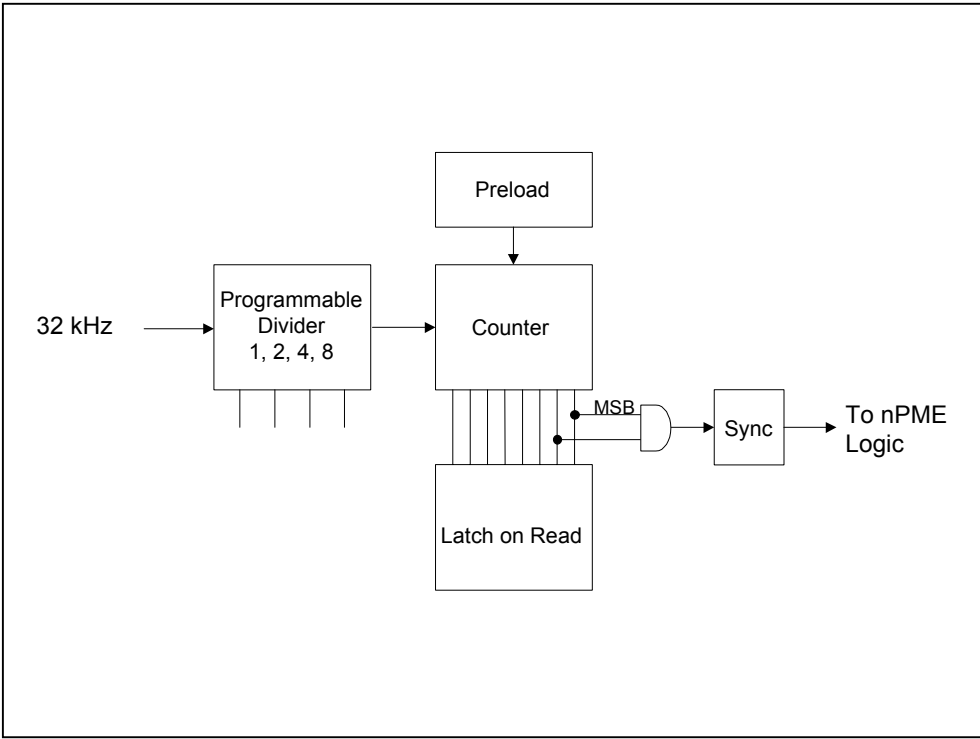 Preload
32 kHz
Programmable
Divider
1, 2, 4, 8
Counter
MSB
Sync
To nPME
Logic
Latch on Read